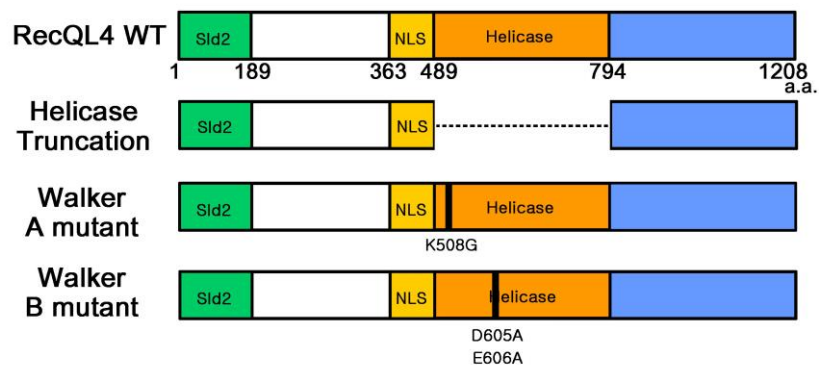 RecQL4 WT Sld2 NLS Helicase
1 189 363 489 794 1208
a.a.
Helicase
Truncation
Sld2 NLS
Walker
A mutant
Sld2 NLS Helicase
K508G
Walker
B mutant
Sld2 NLS Helicase
D605A
E606A